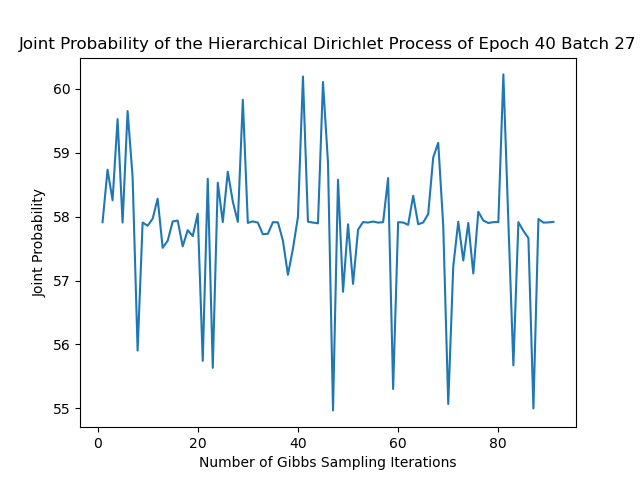 Joint Probability of the Hierarchical Dirichlet Process of Epoch 40 Batch 27
60
59
58
57
56
55
Joint Probability
0 20 40 60 80
Number of Gibbs Sampling Iterations